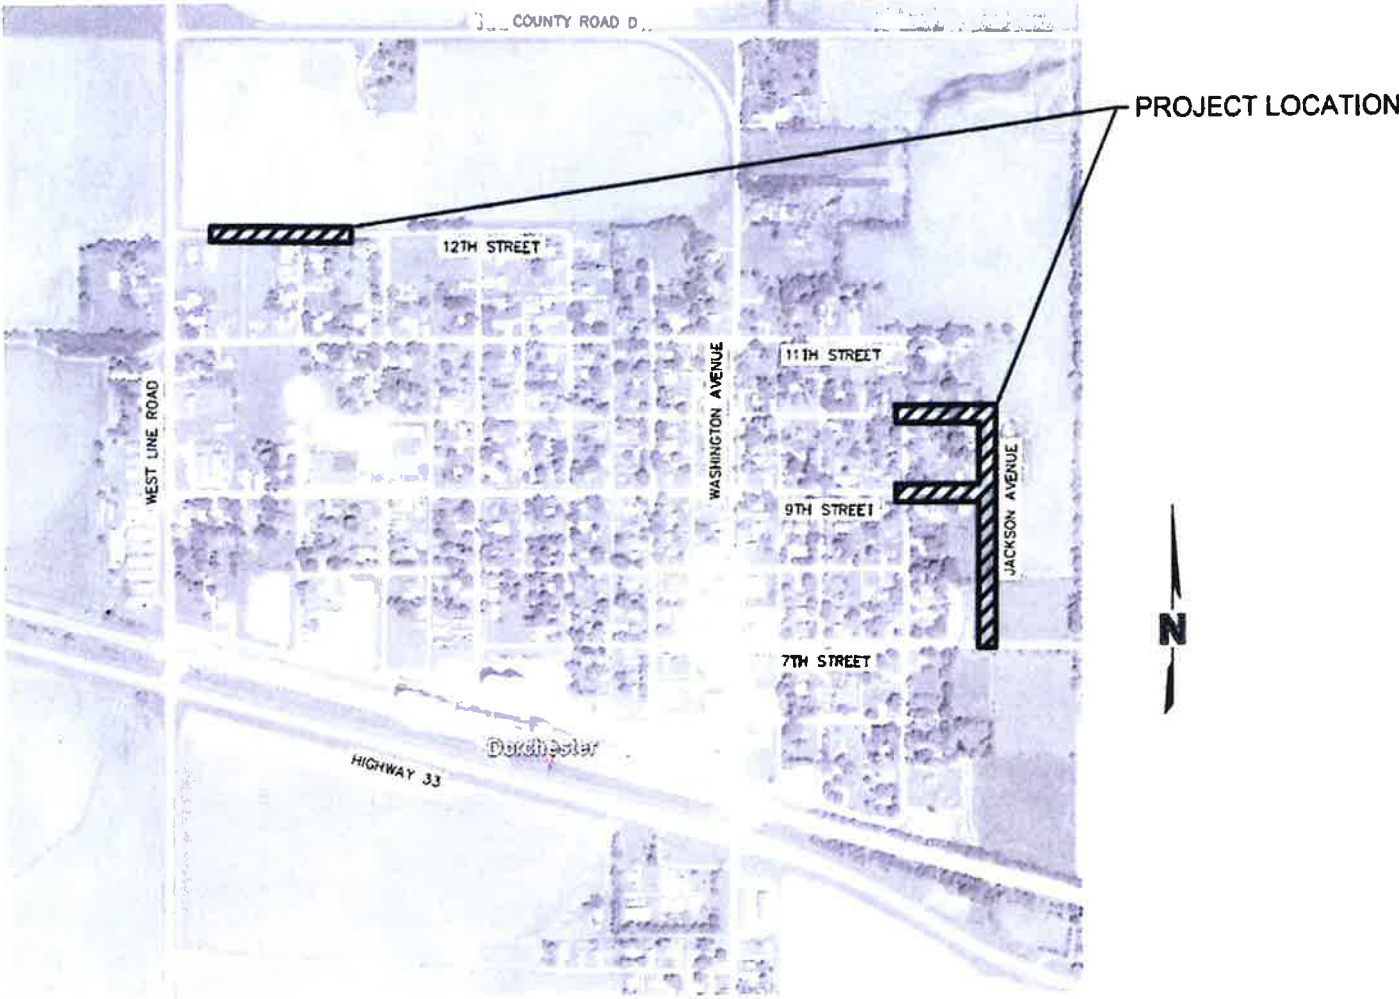 COUNTY ROAD D
PROJECT LOCATION
12TH STREET
11TH STREET
WEST LINE ROAD
WASHINGTON AVENUE
JACKSON AVENUE
9TH STREET
N
7TH STREET
Dorchester
HIGHWAY 33